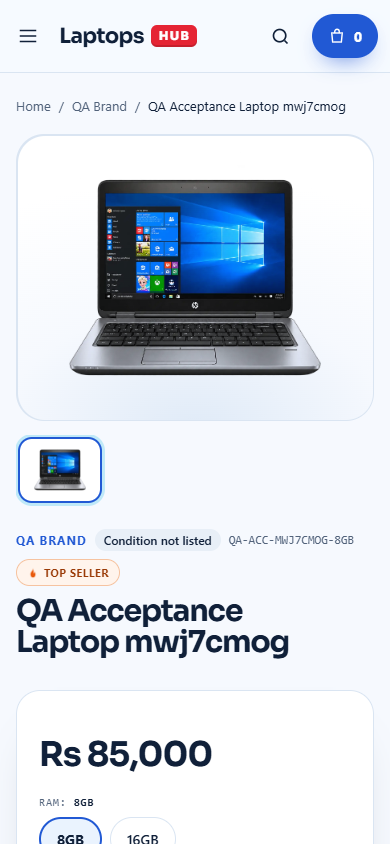 Laptops HUB
0
Home / QA Brand / QA Acceptance Laptop mwj7cmog
QA BRAND Condition not listed QA-ACC-MWJ7CMOG-8GB
TOP SELLER
QA Acceptance
Laptop mwj7cmog
Rs 85,000
RAM: 8GB
8GB 16GB